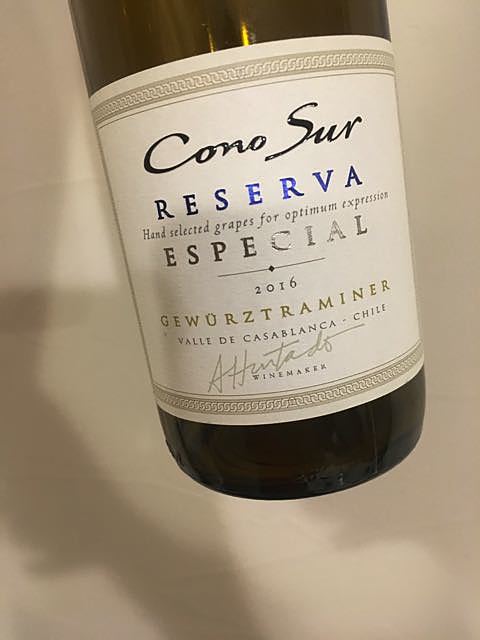 Cono Sur
RESERVA
Hand selected grapes for optimum expression
ESPECIAL
2016
GEWÜRZTRAMINER
VALLE DE CASABLANCA - CHILE
AHurtado
WINEMAKER